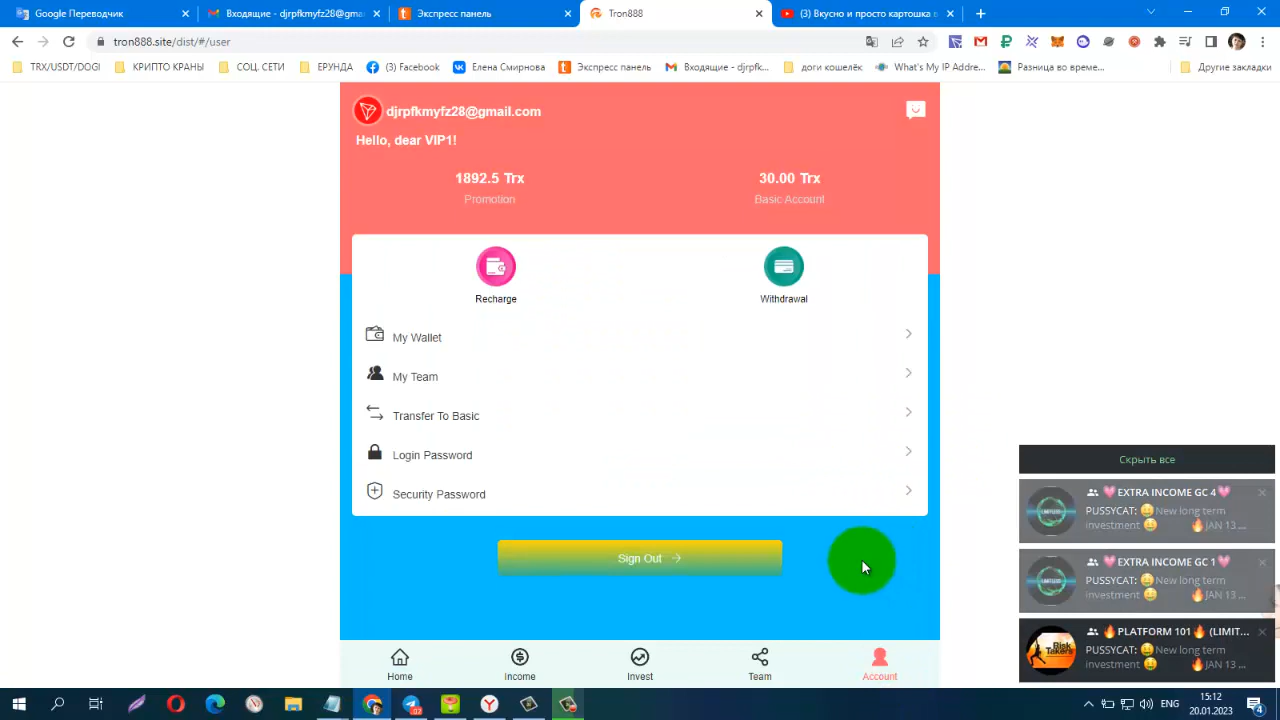 Google Переводчик
Входящие - djrpfkmyfz28@gmai
Экспресс панель
Tron888
(3) Вкусно и просто картошка в
tron888.site/dist/#/user
TRX/USDT/DOGI
КРИПТО КРАНЫ
СОЦ. СЕТИ
ЕРУНДА
(3) Facebook
Елена Смирнова
Экспресс панель
Входящие - djrpfk...
доги кошелёк
What's My IP Addre...
Разница во време...
Другие закладки
djrpfkmyfz28@gmail.com
Hello, dear VIP1!
1892.5 Trx
30.00 Trx
Promotion
Basic Account
Recharge
Withdrawal
My Wallet
My Team
Transfer To Basic
Login Password
Security Password
Sign Out
Home
Income
Invest
Team
Account
Скрыть все
EXTRA INCOME GC 4
PUSSYCAT: New long term
investment JAN 13 ...
EXTRA INCOME GC 1
PUSSYCAT: New long term
investment JAN 13 ...
PLATFORM 101 (LIMIT...
Risk
Takers
PUSSYCAT: New long term
investment JAN 13 ...
ENG
15:12
20.01.2023
4